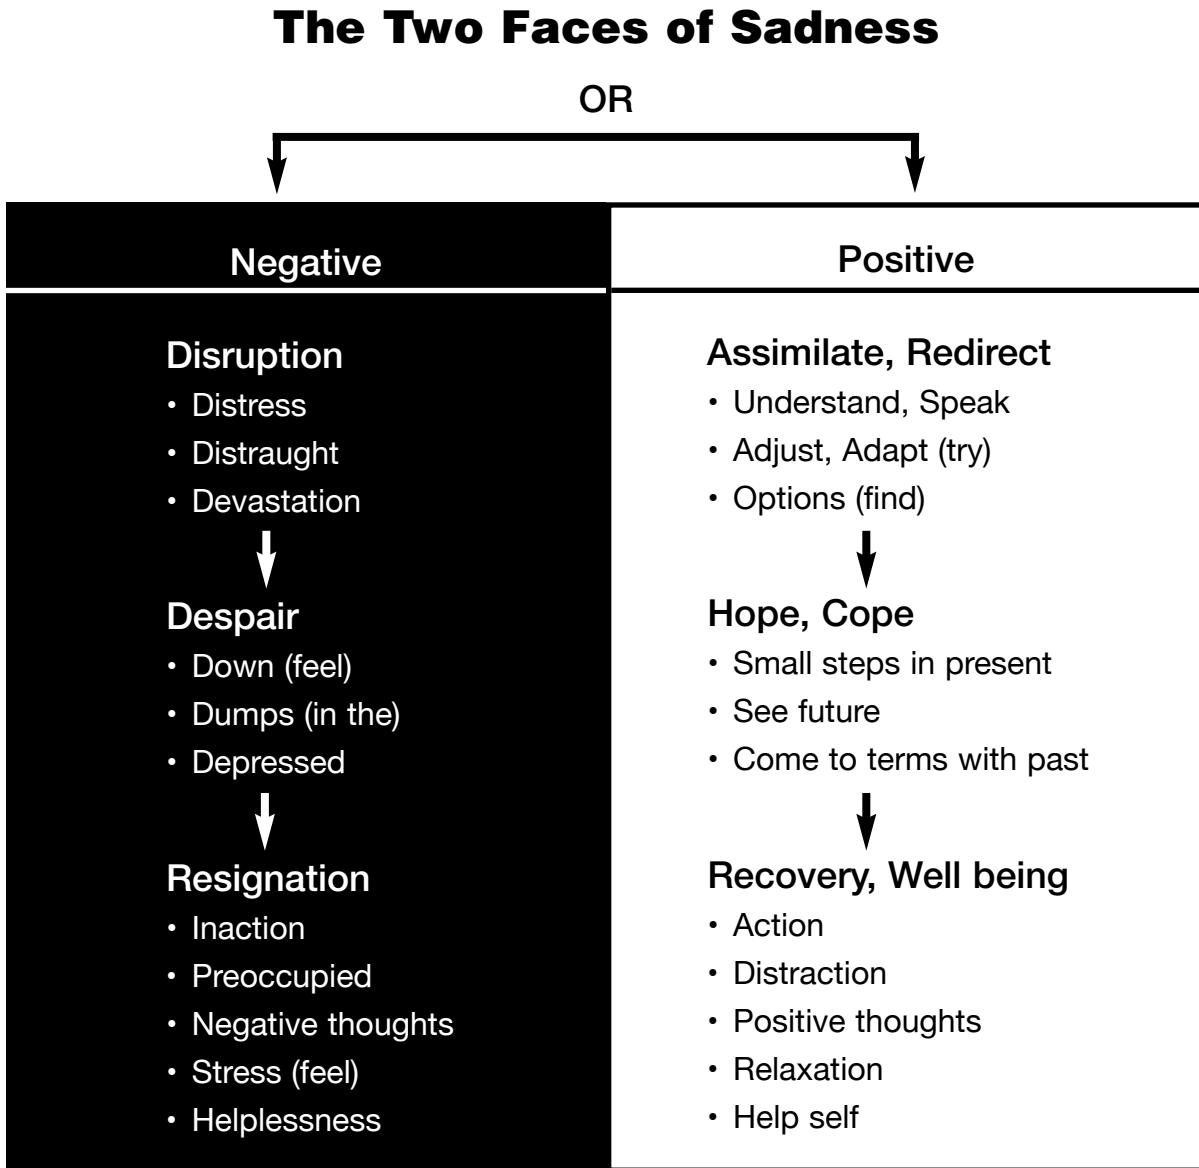 The Two Faces of Sadness
OR
Negative
Disruption
• Distress
• Distraught
• Devastation
Despair
• Down (feel)
• Dumps (in the)
• Depressed
Resignation
• Inaction
• Preoccupied
• Negative thoughts
• Stress (feel)
• Helplessness
Positive
Assimilate, Redirect
• Understand, Speak
• Adjust, Adapt (try)
• Options (find)
Hope, Cope
• Small steps in present
• See future
• Come to terms with past
Recovery, Well being
• Action
• Distraction
• Positive thoughts
• Relaxation
• Help self